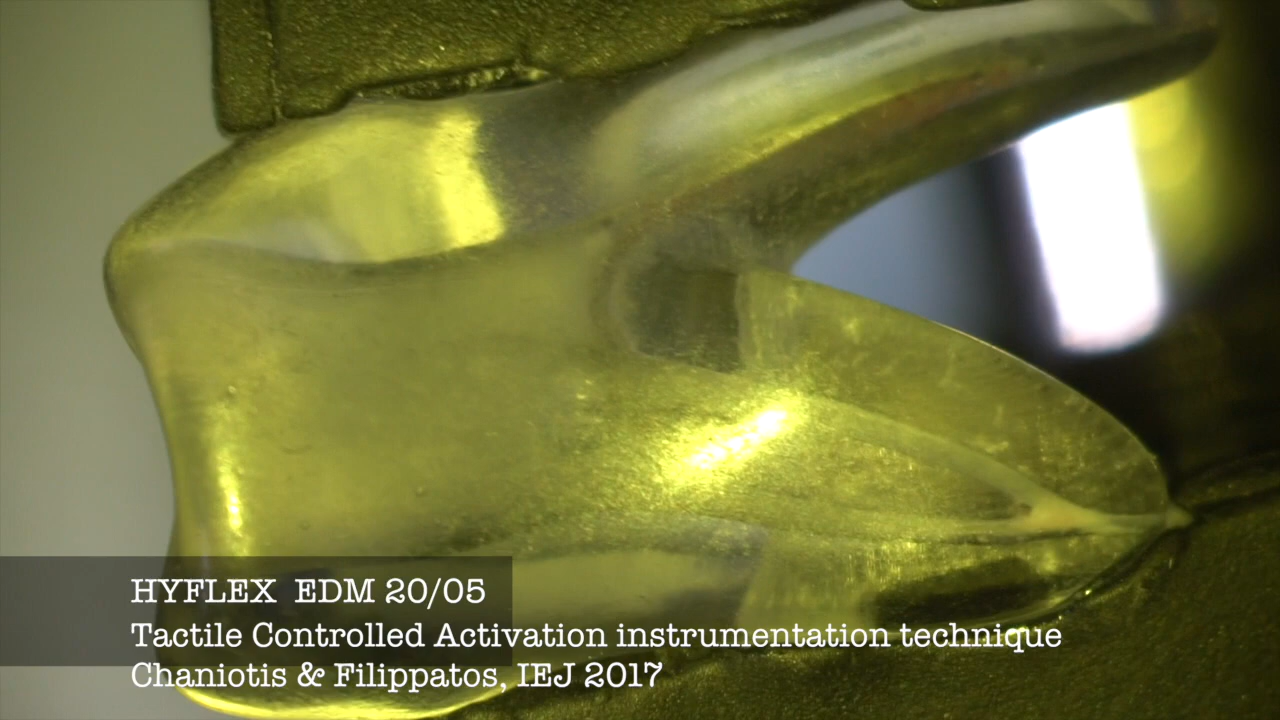 HYFLEX EDM 20/05
Tactile Controlled Activation instrumentation technique
Chaniotis & Filippatos, IEJ 2017